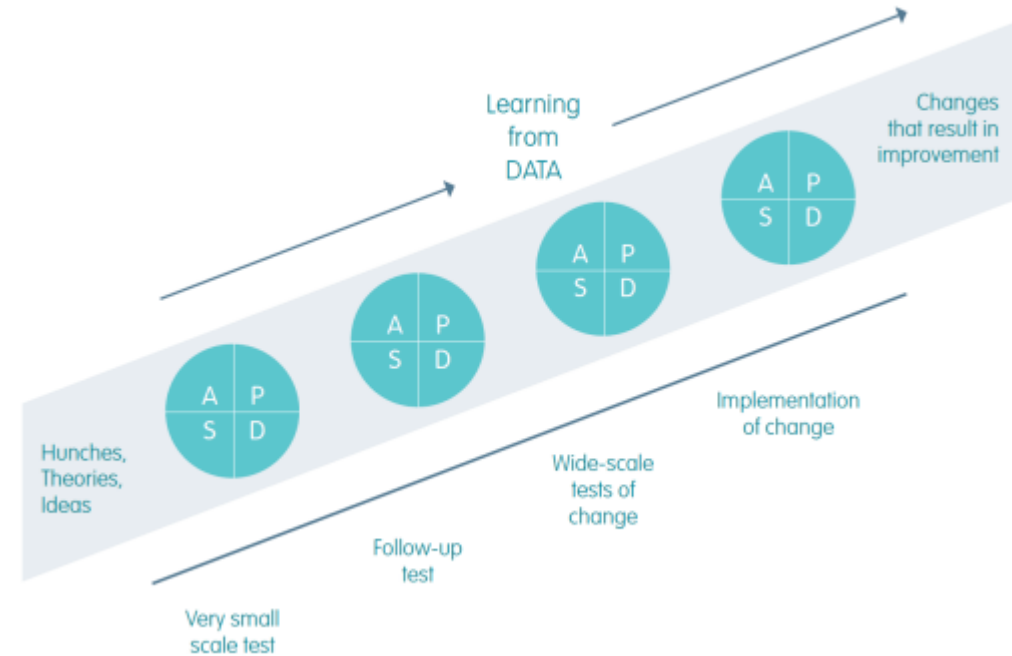 Learning
from
DATA
Changes
that result in
improvement
A P
S D
A P
S D
A P
S D
A P
S D
Hunches,
Theories,
Ideas
Implementation
of change
Wide-scale
tests of
change
Follow-up
test
Very small
scale test